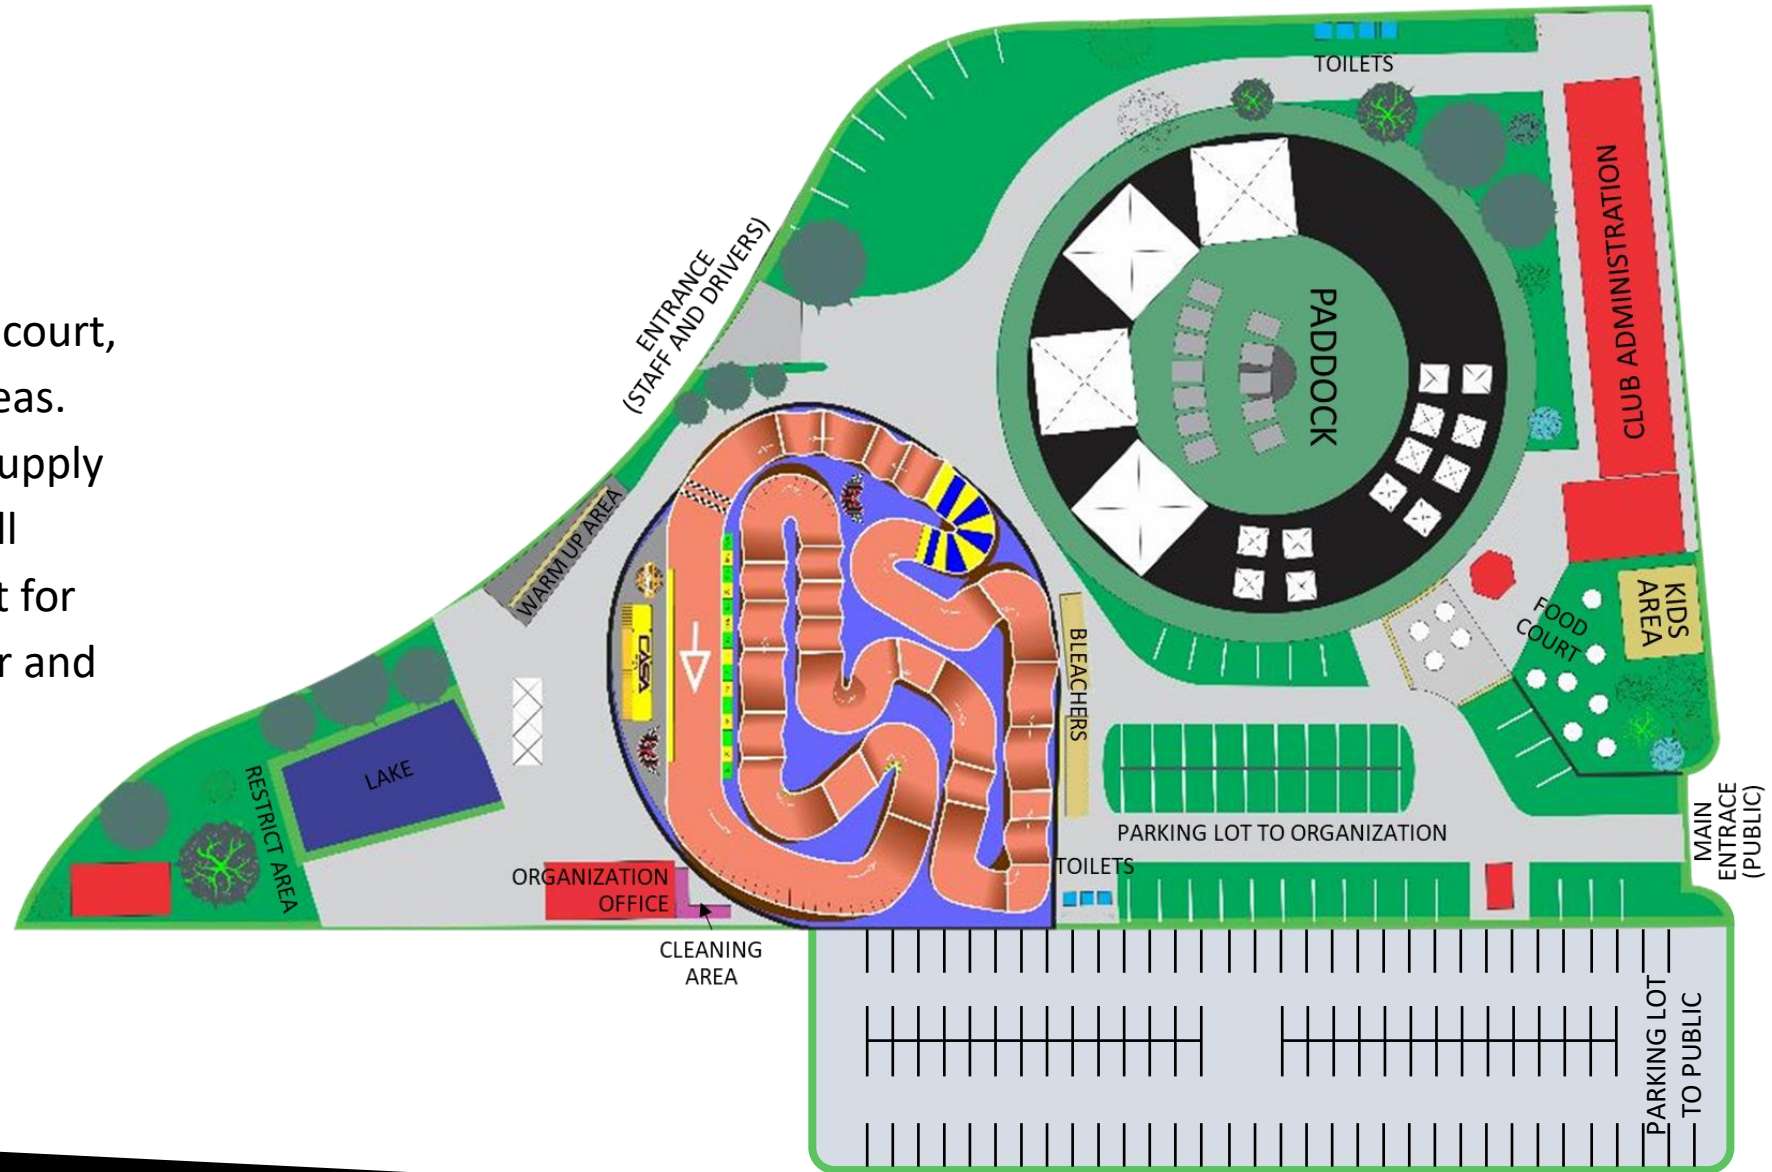 court,
eas.
upply
ll
t for
r and
TOILETS
CLUB ADMINISTRATION
ENTRANCE
(STAFF AND DRIVERS)
PADDOCK
WARM UP AREA
CASA
KIDS
AREA
FOOD
COURT
BLEACHERS
LAKE
RESTRICT AREA
PARKING LOT TO ORGANIZATION
MAIN
ENTRACE
(PUBLIC)
TOILETS
ORGANIZATION
OFFICE
CLEANING
AREA
PARKING LOT
TO PUBLIC